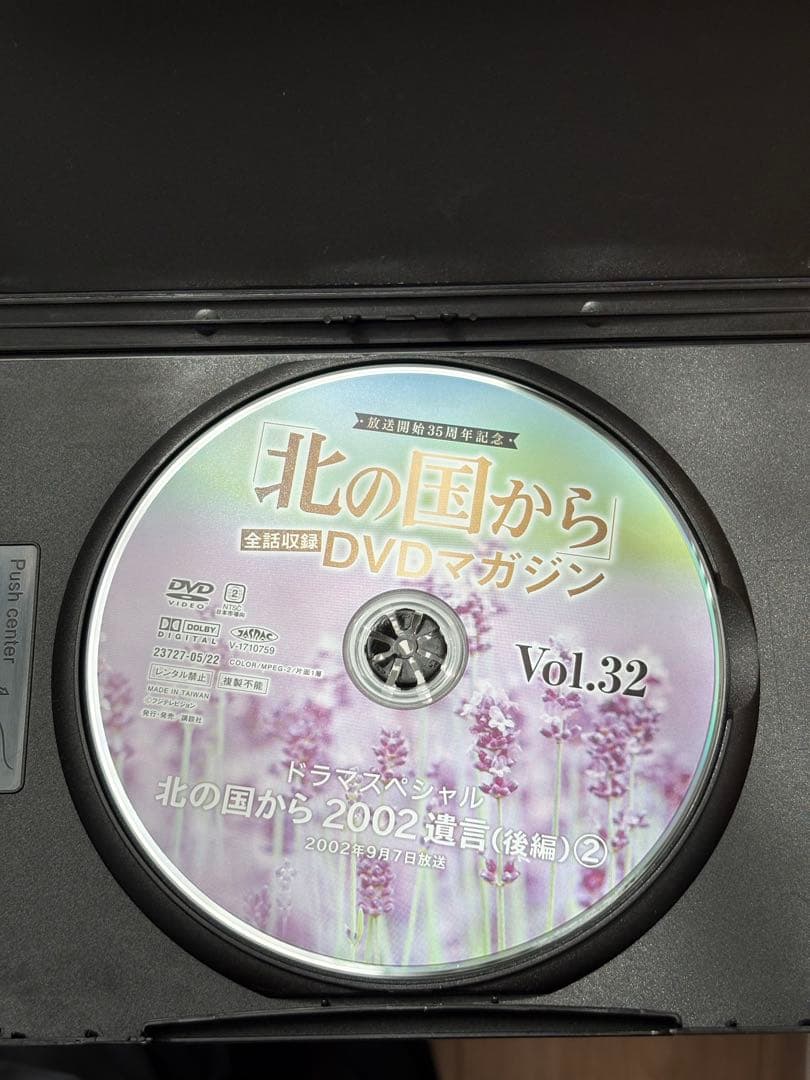 放送開始35周年記念
「北の国から」
全話収録 DVDマガジン
DVD VIDEO
2 NTSC 日本市場向
DOLBY DIGITAL
JASRAC V-1710759
23727-05/22
COLOR/MPEG-2/片面1層
レンタル禁止 複製不能
MADE IN TAIWAN
©フジテレビジョン
発行・発売 講談社
Vol.32
ドラマスペシャル
北の国から 2002 遺言(後編)②
2002年9月7日放送
Push center